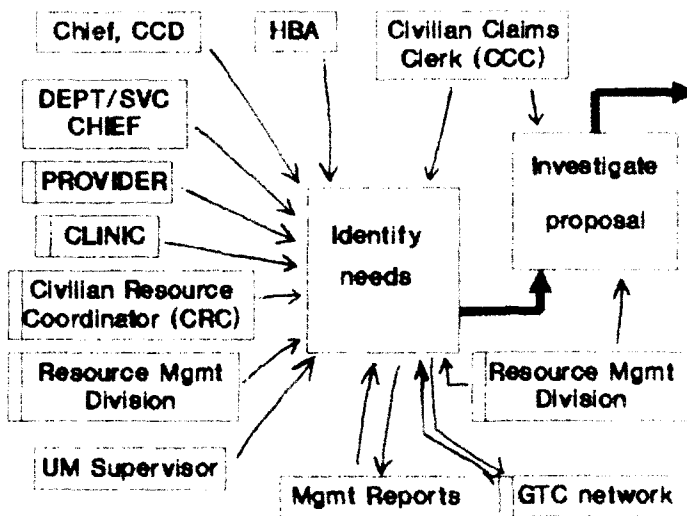 Chief, CCD
HBA
Civilian Claims
Clerk (CCC)
DEPT/SVC
CHIEF
PROVIDER
CLINIC
Civilian Resource
Coordinator (CRC)
Resource Mgmt
Division
UM Supervisor
Identify
needs
Investigate
proposal
Resource Mgmt
Division
Mgmt Reports
GTC network